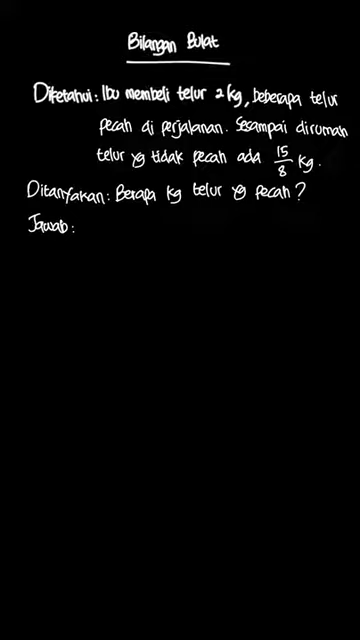 Bilangan Bulat
Diketahui: Ibu membeli telur 2 kg, beberapa telur
pecah di perjalanan. Sesampai dirumah
telur yg tidak pecah ada 15/8 kg.
Ditanyakan: Berapa kg telur yg pecah?
Jawab: